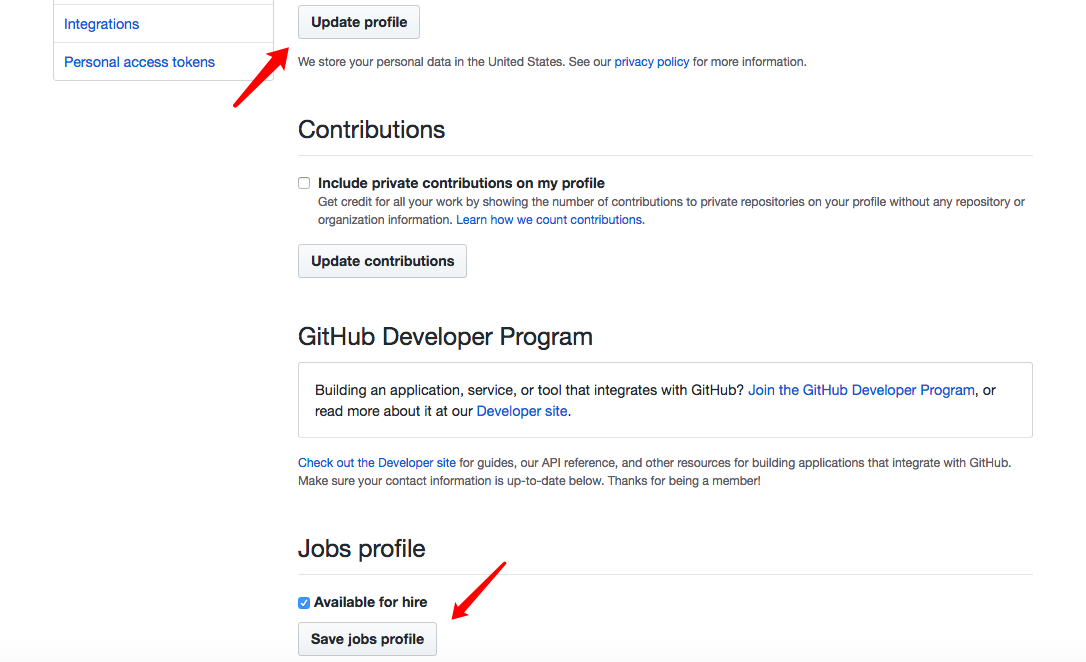 Integrations
Personal access tokens
Update profile
We store your personal data in the United States. See our privacy policy for more information.
Contributions
Include private contributions on my profile
Get credit for all your work by showing the number of contributions to private repositories on your profile without any repository or
organization information. Learn how we count contributions.
Update contributions
GitHub Developer Program
Building an application, service, or tool that integrates with GitHub? Join the GitHub Developer Program, or
read more about it at our Developer site.
Check out the Developer site for guides, our API reference, and other resources for building applications that integrate with GitHub.
Make sure your contact information is up-to-date below. Thanks for being a member!
Jobs profile
Available for hire
Save jobs profile